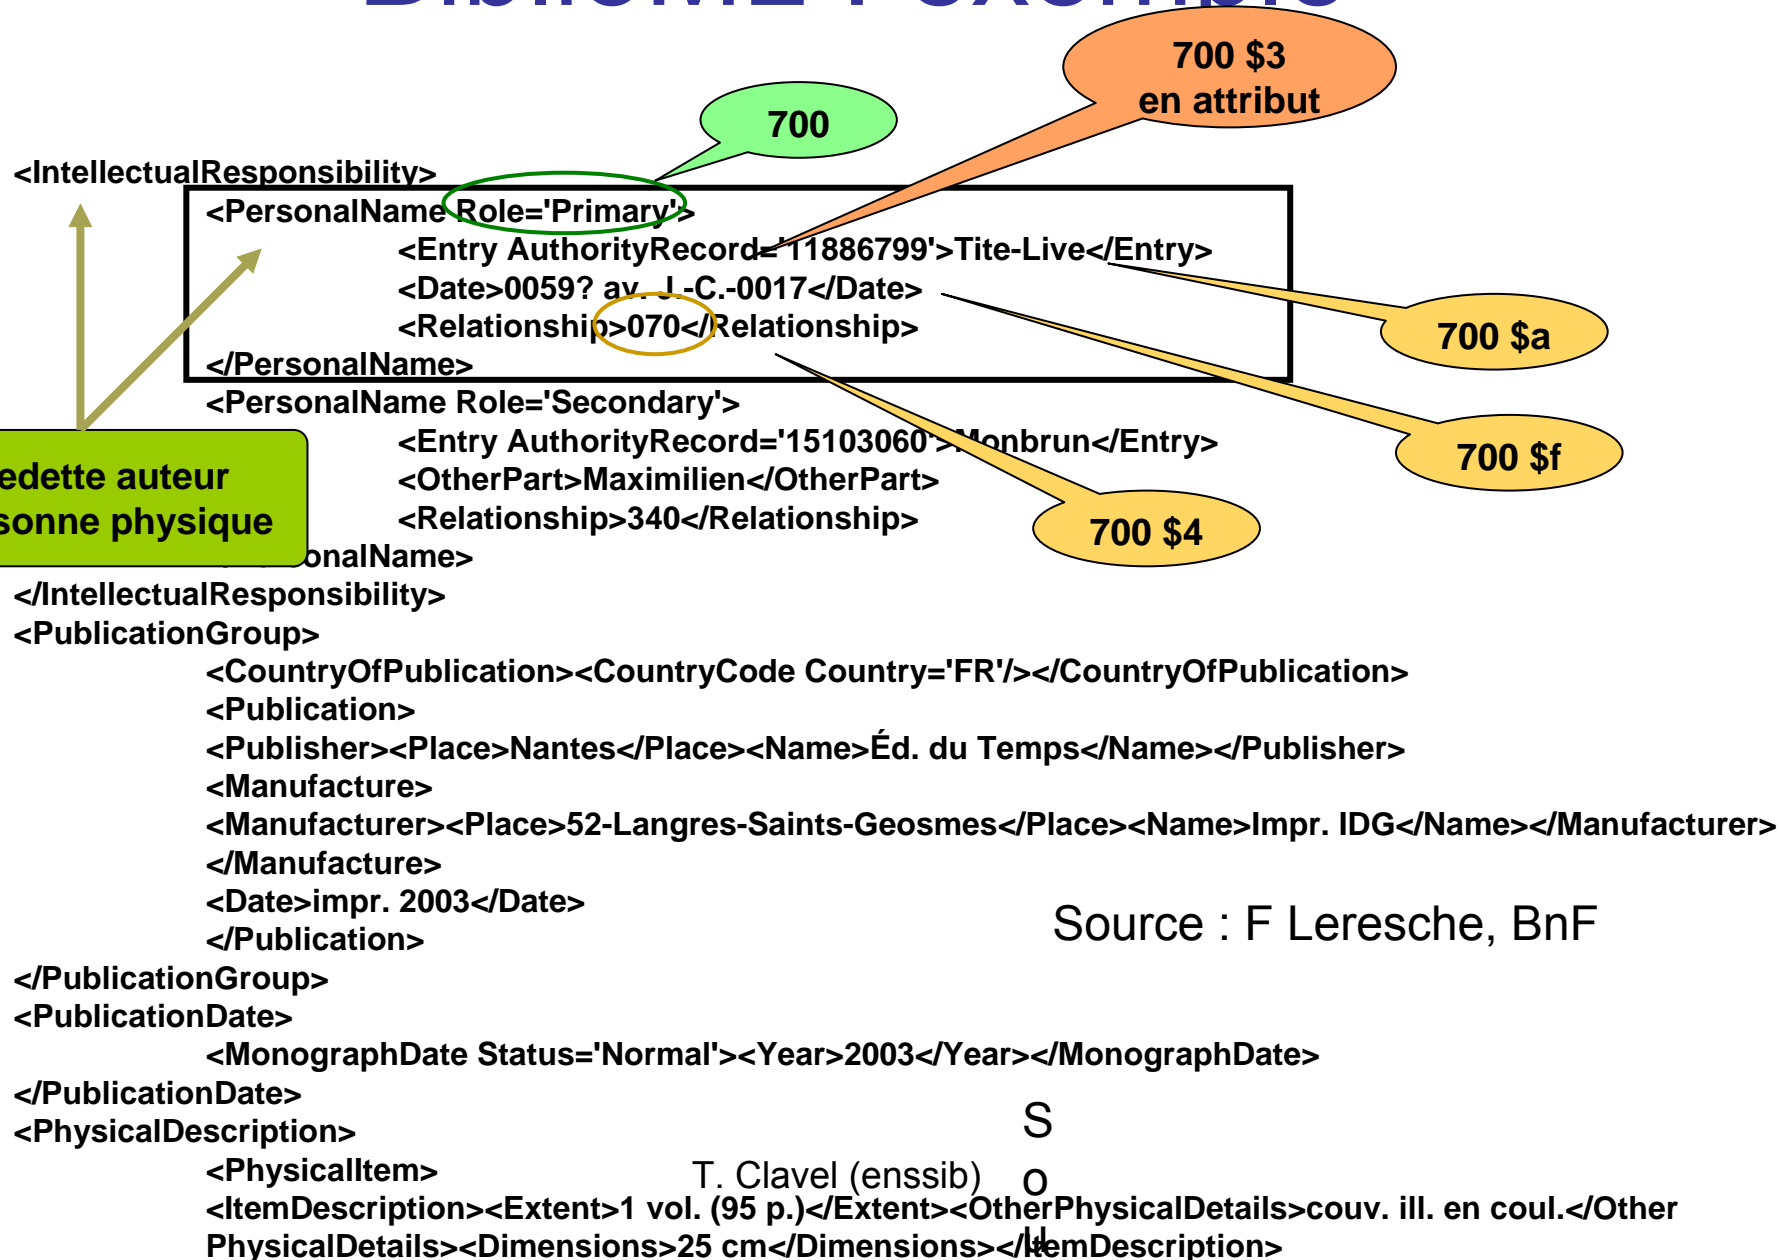 BiblioML : exemple
700 $3
en attribut
700
<IntellectualResponsibility>
<PersonalName Role='Primary'>
<Entry AuthorityRecord='11886799'>Tite-Live</Entry>
<Date>0059? av. J.-C.-0017</Date>
<Relationship>070</Relationship>
700 $a
</PersonalName>
<PersonalName Role='Secondary'>
<Entry AuthorityRecord='15103060'>Monbrun</Entry>
700 $f
edette auteur
<OtherPart>Maximilien</OtherPart>
sonne physique
<Relationship>340</Relationship>
700 $4
onalName>
</IntellectualResponsibility>
<PublicationGroup>
<CountryOfPublication><CountryCode Country='FR'/></CountryOfPublication>
<Publication>
<Publisher><Place>Nantes</Place><Name>Éd. du Temps</Name></Publisher>
<Manufacture>
<Manufacturer><Place>52-Langres-Saints-Geosmes</Place><Name>Impr. IDG</Name></Manufacturer>
</Manufacture>
<Date>impr. 2003</Date>
Source : F Leresche, BnF
</Publication>
</PublicationGroup>
<PublicationDate>
<MonographDate Status='Normal'><Year>2003</Year></MonographDate>
</PublicationDate>
S
<PhysicalDescription>
<PhysicalItem>
T. Clavel (enssib)
o
<ItemDescription><Extent>1 vol. (95 p.)</Extent><OtherPhysicalDetails>couv. ill. en coul.</Other
PhysicalDetails><Dimensions>25 cm</Dimensions></ItemDescription>
u